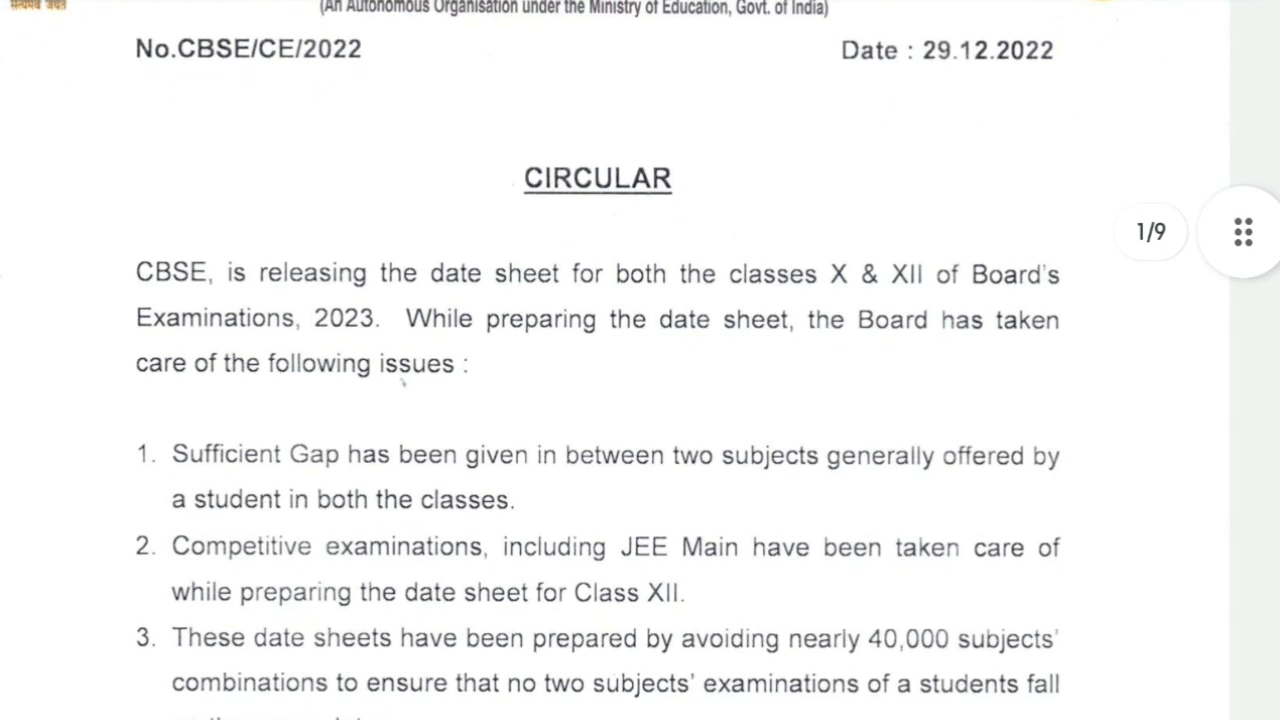 सत्यमेव जयते
(An Autonomous Organisation under the Ministry of Education, Govt. of India)
No.CBSE/CE/2022
Date : 29.12.2022
CIRCULAR
1/9
CBSE, is releasing the date sheet for both the classes X & XII of Board's
Examinations, 2023. While preparing the date sheet, the Board has taken
care of the following issues :
1. Sufficient Gap has been given in between two subjects generally offered by
a student in both the classes.
2. Competitive examinations, including JEE Main have been taken care of
while preparing the date sheet for Class XII.
3. These date sheets have been prepared by avoiding nearly 40,000 subjects'
combinations to ensure that no two subjects' examinations of a students fall